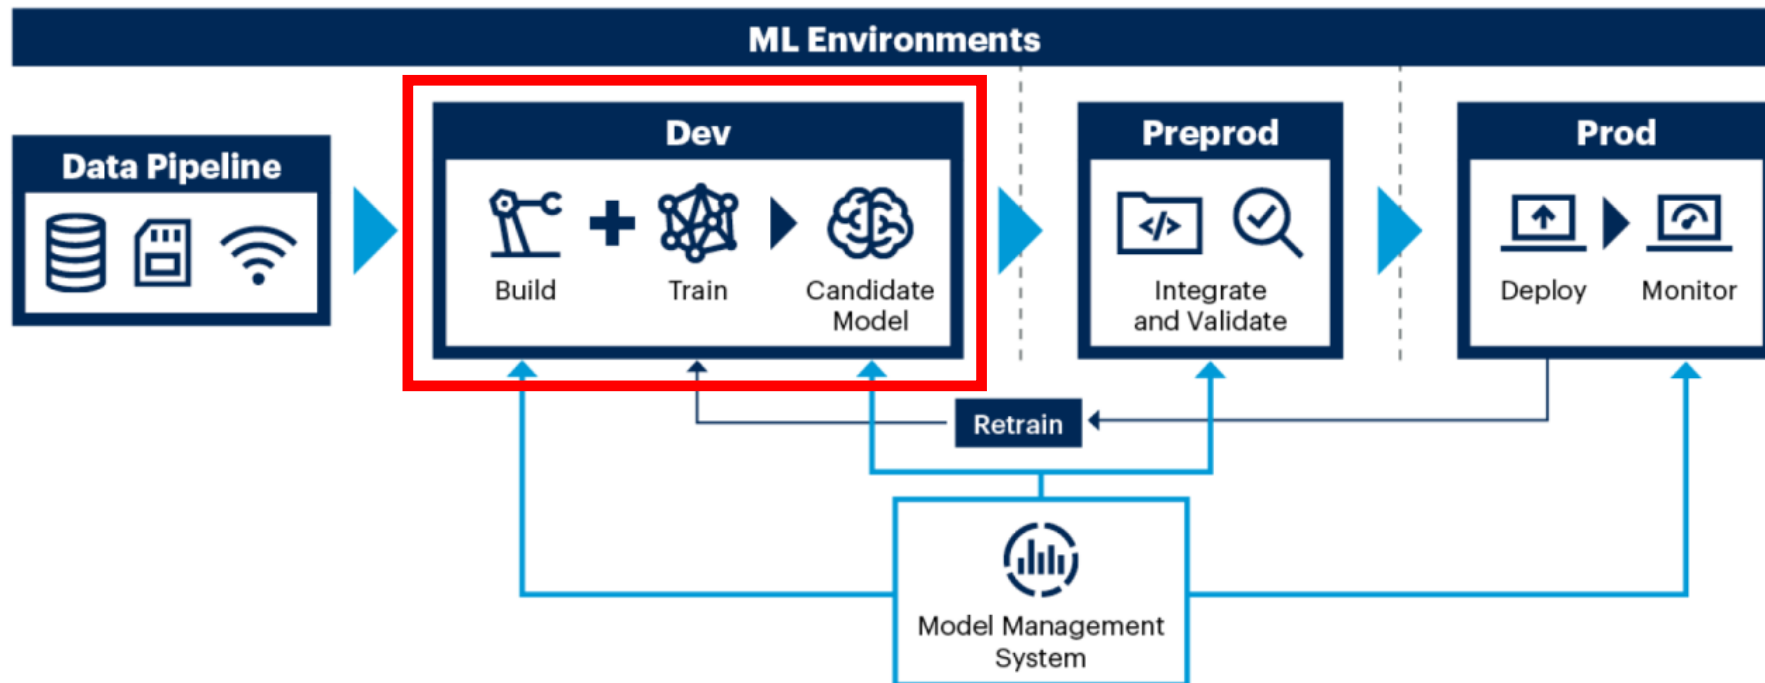 ML Environments
Data Pipeline
Dev
Build
Train
Candidate
Model
Preprod
</>
Integrate
and Validate
Prod
Deploy
Monitor
Retrain
Model Management
System